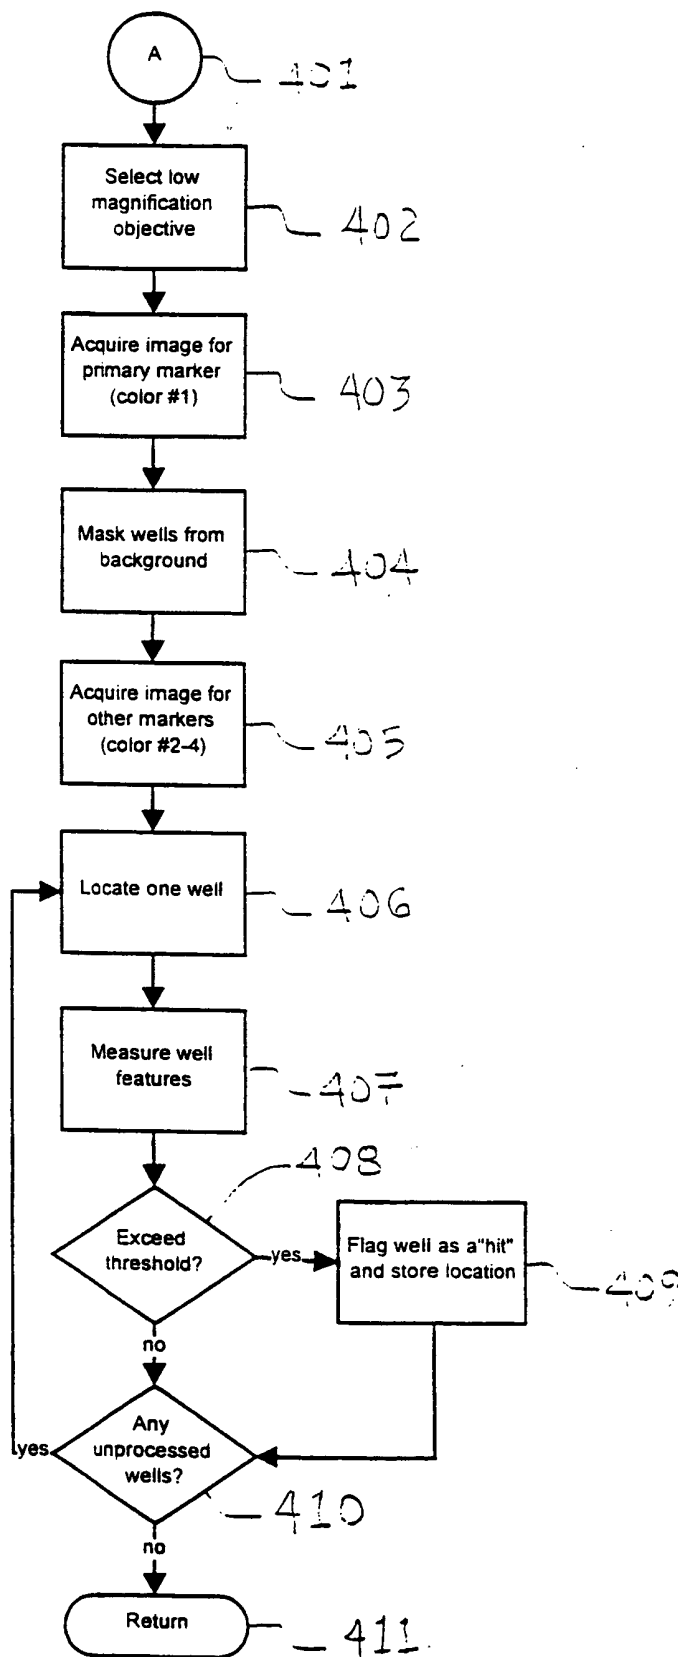 A
401
Select low
magnification
objective
402
Acquire image for
primary marker
(color #1)
403
Mask wells from
background
404
Acquire image for
other markers
(color #2-4)
405
Locate one well
406
Measure well
features
407
408
Exceed
threshold?
yes
Flag well as a"hit"
and store location
409
no
Any
unprocessed
wells?
yes
410
no
Return
411